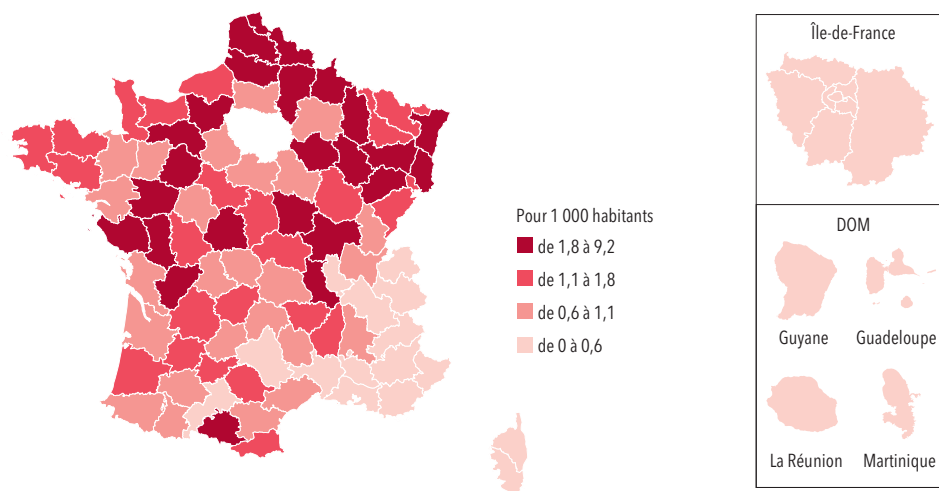 Île-de-France
Pour 1 000 habitants
de 1,8 à 9,2
de 1,1 à 1,8
de 0,6 à 1,1
de 0 à 0,6
DOM
Guyane
Guadeloupe
La Réunion
Martinique